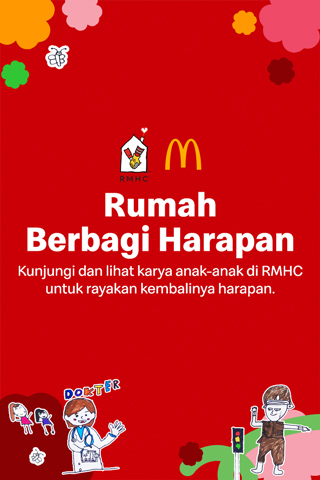 RMHC
Rumah
Berbagi Harapan
Kunjungi dan lihat karya anak-anak di RMHC
untuk rayakan kembalinya harapan.
DOKTER